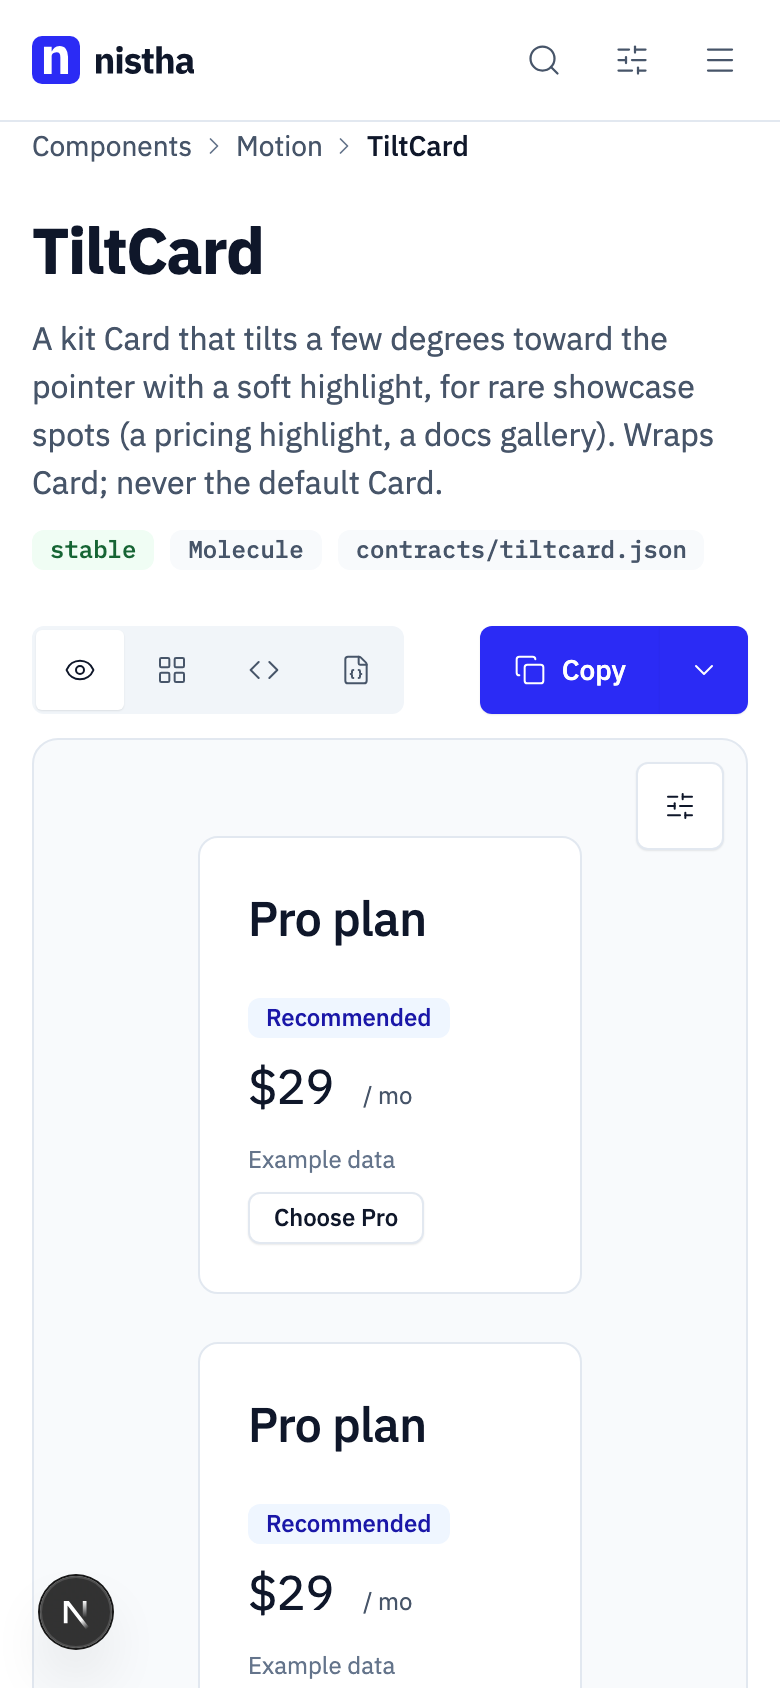 n nistha
Components > Motion > TiltCard
TiltCard
A kit Card that tilts a few degrees toward the
pointer with a soft highlight, for rare showcase
spots (a pricing highlight, a docs gallery). Wraps
Card; never the default Card.
stable Molecule contracts/tiltcard.json
Copy
Pro plan
Recommended
$29 / mo
Example data
Choose Pro
Pro plan
Recommended
$29 / mo
N
Example data